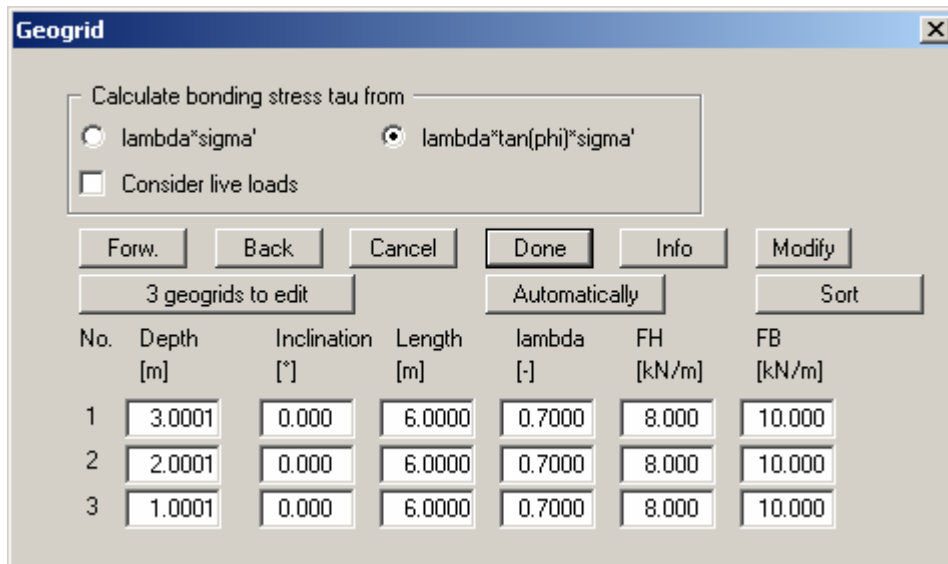 Geogrid
Calculate bonding stress tau from
lambda*sigma' lambda*tan(phi)*sigma'
Consider live loads
Forw. Back Cancel Done Info Modify
3 geogrids to edit Automatically Sort
No. Depth Inclination Length lambda FH FB
[m] [°] [m] [-] [kN/m] [kN/m]
1 3.0001 0.000 6.0000 0.7000 8.000 10.000
2 2.0001 0.000 6.0000 0.7000 8.000 10.000
3 1.0001 0.000 6.0000 0.7000 8.000 10.000